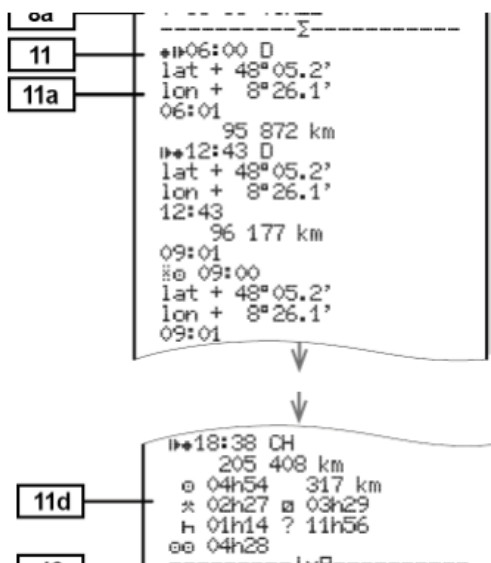 8a
----------Σ----------
11
●I▶06:00 D
lat + 48°05.2’
11a
lon + 8°26.1’
06:01
95 872 km
I▶●12:43 D
lat + 48°05.2’
lon + 8°26.1’
12:43
96 177 km
09:01
09:00
lat + 48°05.2’
lon + 8°26.1’
09:01
I▶●18:38 CH
205 408 km
⊙ 04h54 317 km
11d
⚒ 02h27 ⧄ 03h29
01h14 ? 11h56
⊙⊙ 04h28